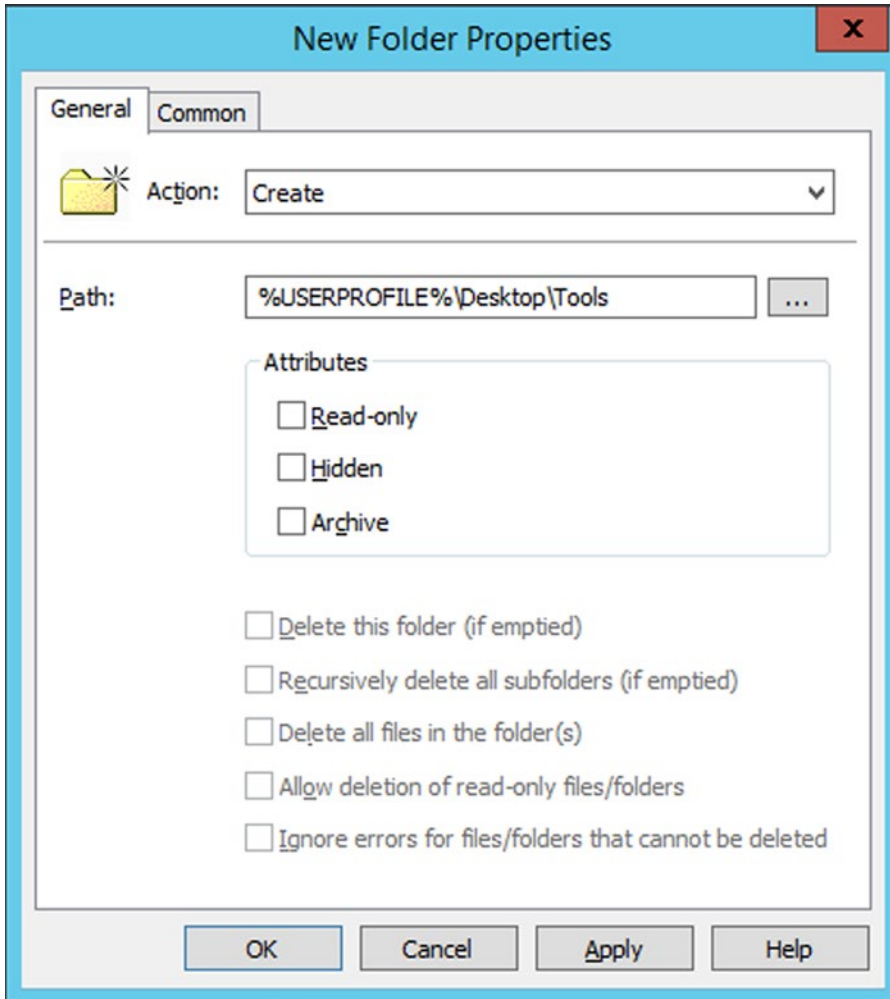 New Folder Properties
X
General Common
Action: Create
Path: %USERPROFILE%\Desktop\Tools ...
Attributes
Read-only
Hidden
Archive
Delete this folder (if emptied)
Recursively delete all subfolders (if emptied)
Delete all files in the folder(s)
Allow deletion of read-only files/folders
Ignore errors for files/folders that cannot be deleted
OK Cancel Apply Help